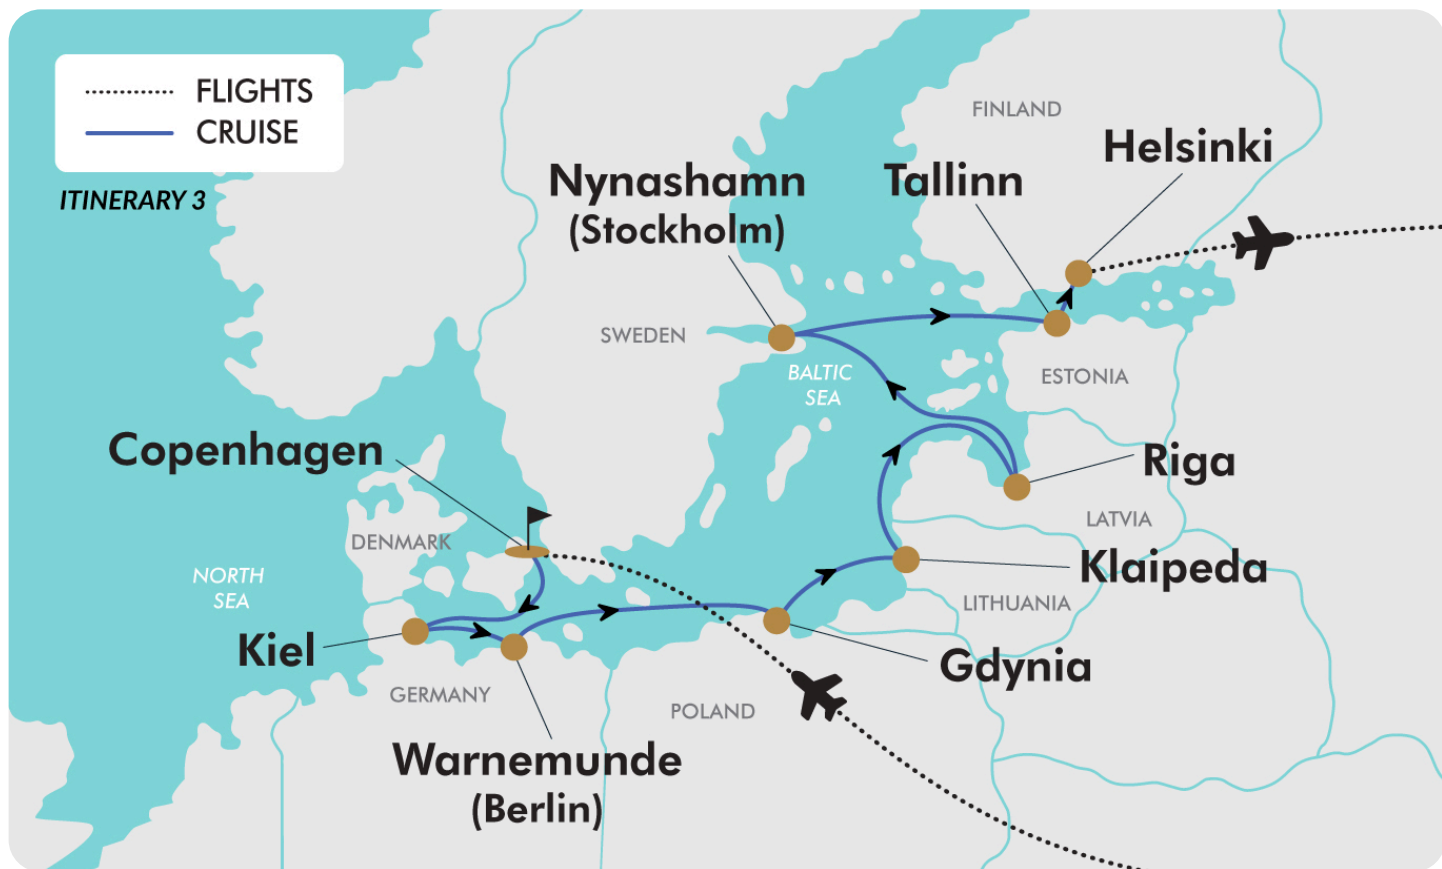 FLIGHTS
CRUISE
ITINERARY 3
FINLAND
Helsinki
Nynashamn
(Stockholm)
Tallinn
SWEDEN
BALTIC
SEA
ESTONIA
Copenhagen
Riga
LATVIA
DENMARK
NORTH
SEA
Klaipeda
LITHUANIA
Kiel
Gdynia
GERMANY
POLAND
Warnemunde
(Berlin)